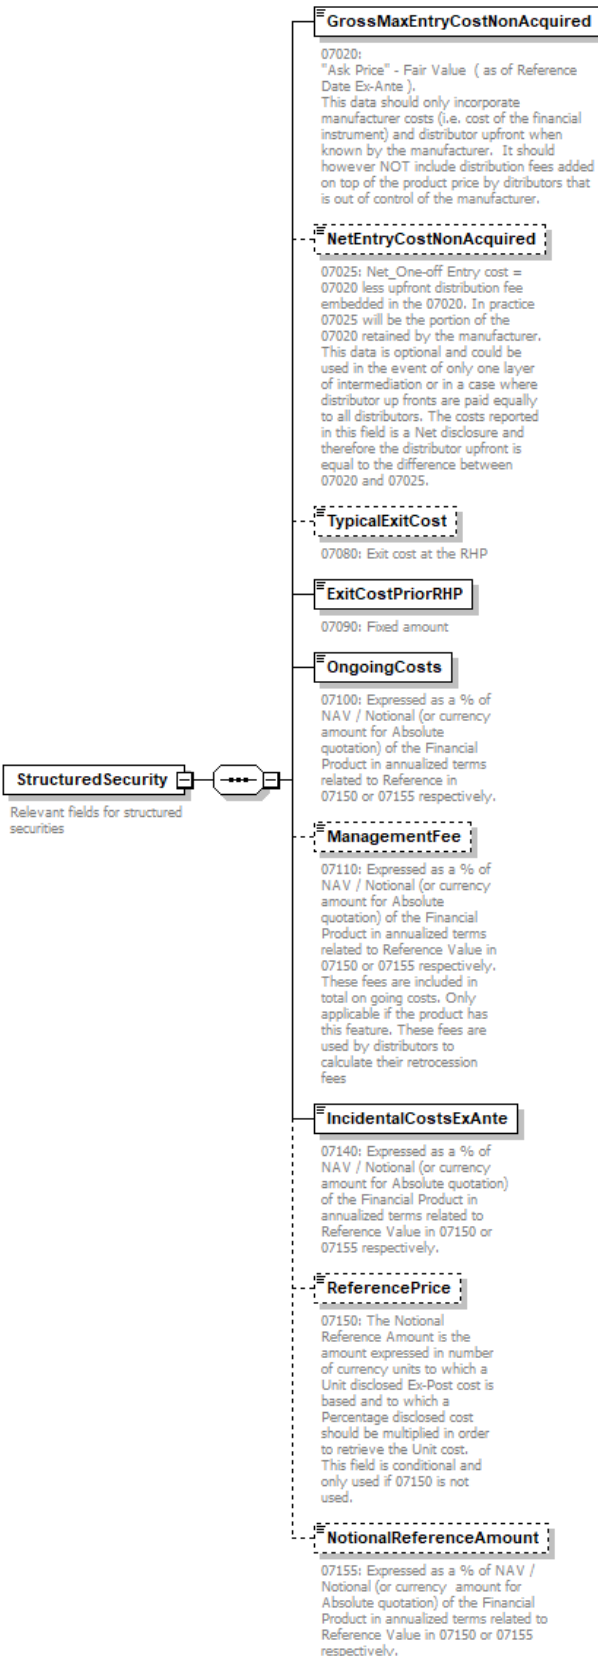 GrossMaxEntryCostNonAcquired
07020:
"Ask Price" - Fair Value  ( as of Reference
Date Ex-Ante ).
This data should only incorporate
manufacturer costs (i.e. cost of the financial
instrument) and distributor upfront when
known by the manufacturer.  It should
however NOT include distribution fees added
on top of the product price by ditributors that
is out of control of the manufacturer.
NetEntryCostNonAcquired
07025: Net_One-off Entry cost =
07020 less upfront distribution fee
embedded in the 07020. In practice
07025 will be the portion of the
07020 retained by the manufacturer.
This data is optional and could be
used in the event of only one layer
of intermediation or in a case where
distributor up fronts are paid equally
to all distributors. The costs reported
in this field is a Net disclosure and
therefore the distributor upfront is
equal to the difference between
07020 and 07025.
TypicalExitCost
07080: Exit cost at the RHP
ExitCostPriorRHP
07090: Fixed amount
OngoingCosts
07100: Expressed as a % of
NAV / Notional (or currency
amount for Absolute
quotation) of the Financial
Product in annualized terms
related to Reference in
07150 or 07155 respectively.
StructuredSecurity
Relevant fields for structured
securities
ManagementFee
07110: Expressed as a % of
NAV / Notional (or currency
amount for Absolute
quotation) of the Financial
Product in annualized terms
related to Reference Value in
07150 or 07155 respectively.
These fees are included in
total on going costs. Only
applicable if the product has
this feature. These fees are
used by distributors to
calculate their retrocession
fees
IncidentalCostsExAnte
07140: Expressed as a % of
NAV / Notional (or currency
amount for Absolute quotation)
of the Financial Product in
annualized terms related to
Reference Value in 07150 or
07155 respectively.
ReferencePrice
07150: The Notional
Reference Amount is the
amount expressed in number
of currency units to which a
Unit disclosed Ex-Post cost is
based and to which a
Percentage disclosed cost
should be multiplied in order
to retrieve the Unit cost.
This field is conditional and
only used if 07150 is not
used.
NotionalReferenceAmount
07155: Expressed as a % of NAV /
Notional (or currency  amount for
Absolute quotation) of the Financial
Product in annualized terms related to
Reference Value in 07150 or 07155
respectively.